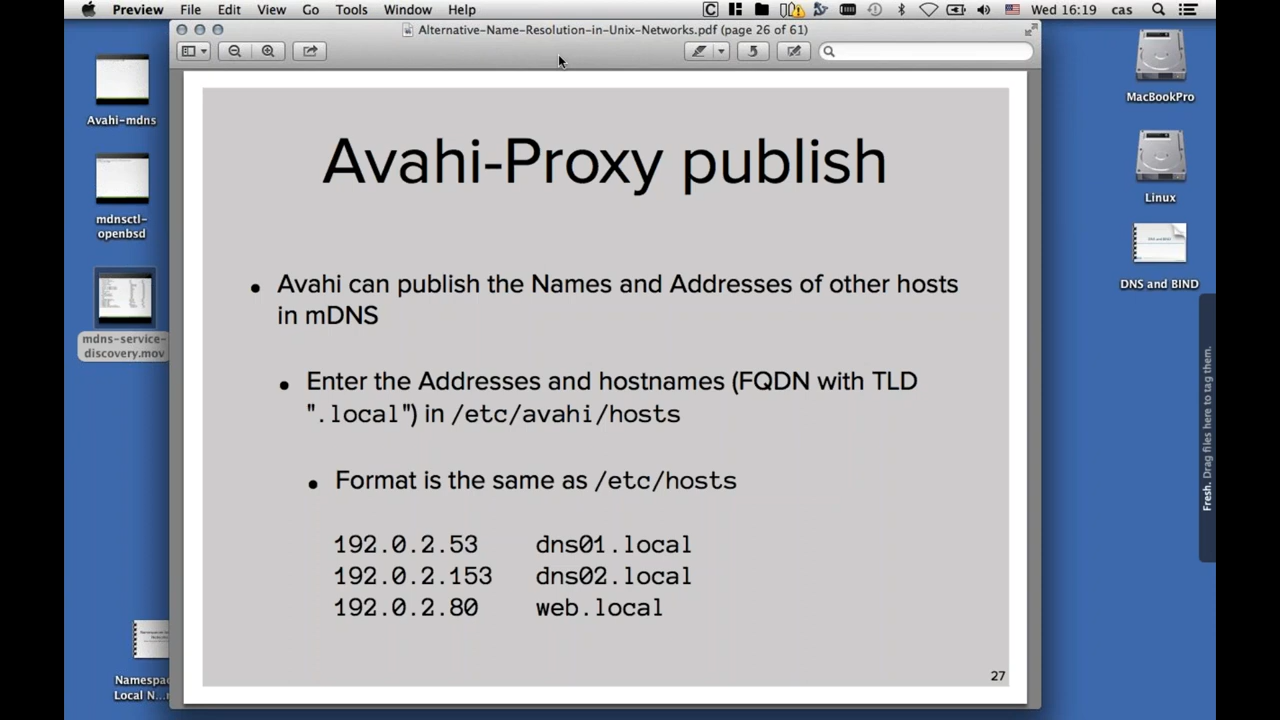 Preview File Edit View Go Tools Window Help Wed 16:19 cas
Alternative-Name-Resolution-in-Unix-Networks.pdf (page 26 of 61)
Avahi-mdns
mdnsctl-
openbsd
mdns-service-
discovery.mov
Namespa
Local N...
Avahi-Proxy publish
• Avahi can publish the Names and Addresses of other hosts
in mDNS
• Enter the Addresses and hostnames (FQDN with TLD
".local") in /etc/avahi/hosts
• Format is the same as /etc/hosts
192.0.2.53 dns01.local
192.0.2.153 dns02.local
192.0.2.80 web.local
27
MacBookPro
Linux
DNS and BIND
Fresh. Drag files here to tag them.